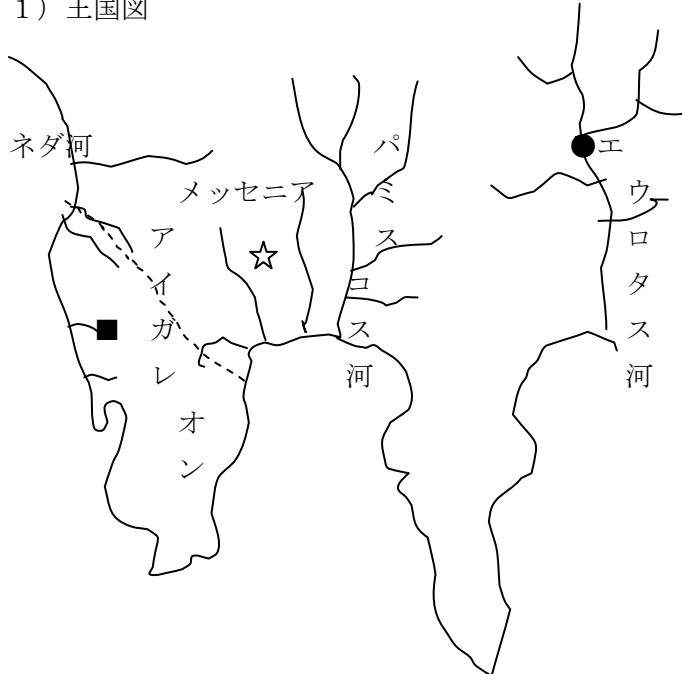 1）王国図
ネダ河
メッセニア
アイガレオン
パミスコス河
エウロタス河